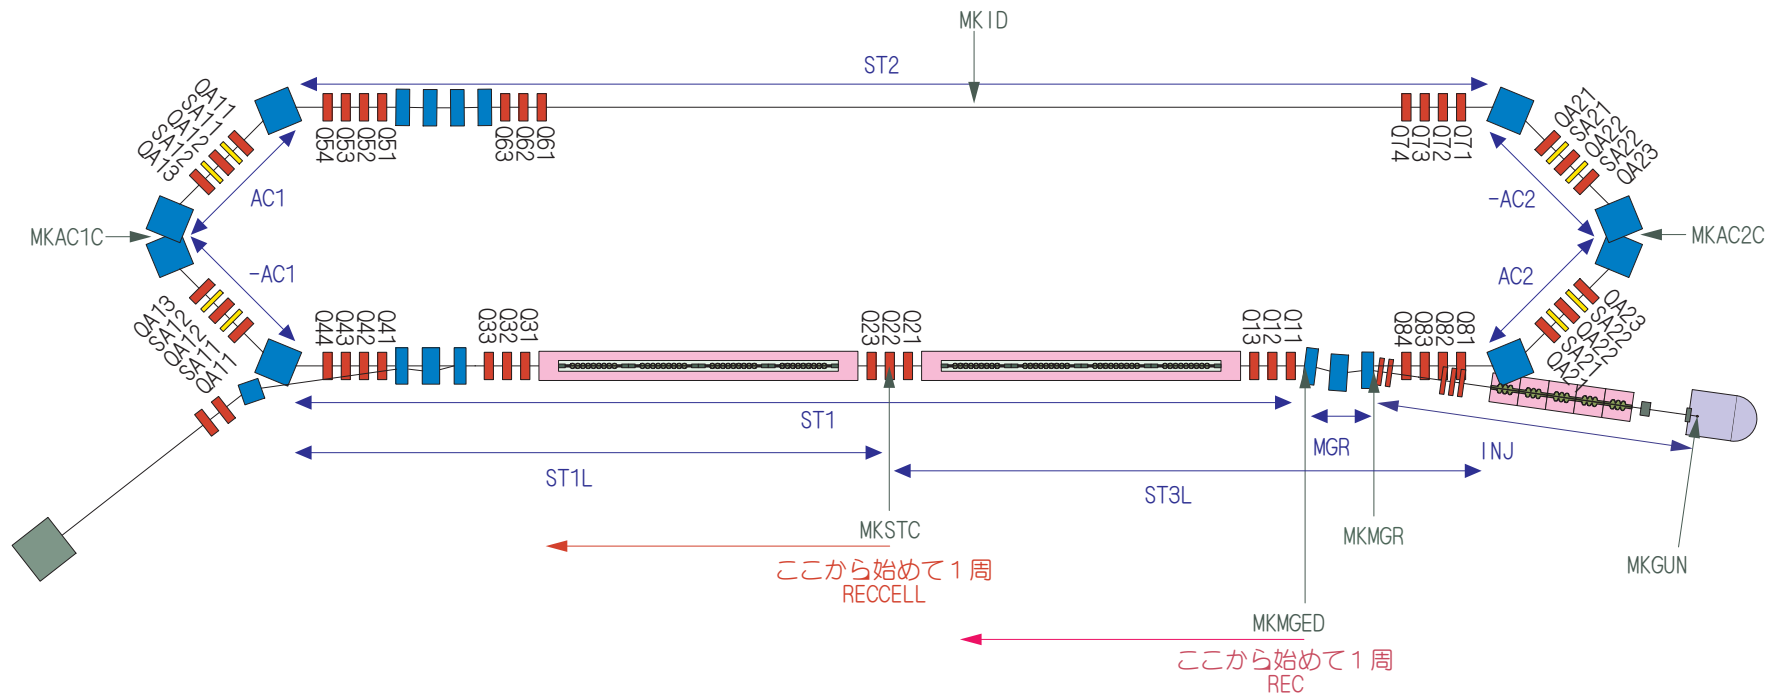 MKID
ST2
QA11
SA11
QA12
SA12
QA13
Q54
Q53
Q52
Q51
Q63
Q62
Q61
Q74
Q73
Q72
Q71
QA21
SA21
QA22
SA22
QA23
AC1
-AC2
MKAC1C
MKAC2C
-AC1
AC2
QA13
SA12
QA12
SA11
QA11
Q44
Q43
Q42
Q41
Q33
Q32
Q31
Q23
Q22
Q21
Q13
Q12
Q11
Q84
Q83
Q82
Q81
QA23
SA22
QA22
SA21
QA21
ST1
MGR
INJ
ST1L
ST3L
MKSTC
MKMGR
MKGUN
ここから始めて1周
RECCELL
MKMGED
ここから始めて1周
REC